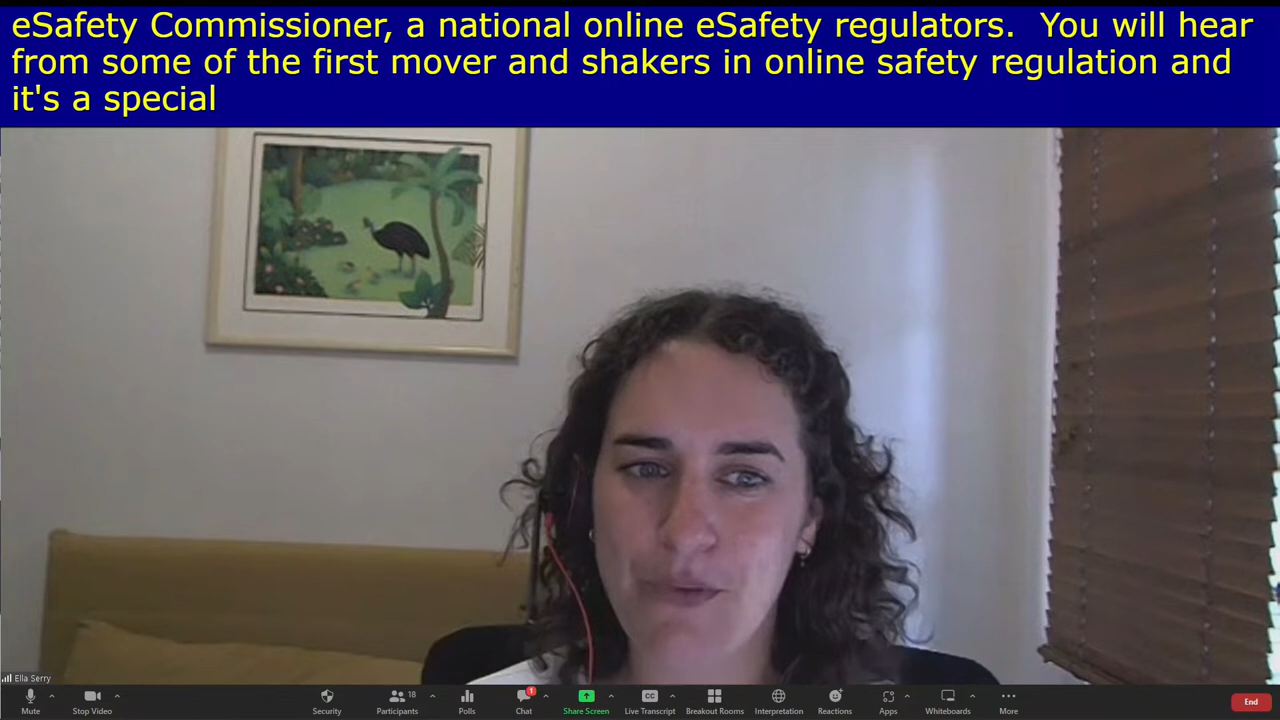 eSafety Commissioner, a national online eSafety regulators.  You will hear
from some of the first mover and shakers in online safety regulation and
it's a special
Ella Serry
18
1
Mute
Stop Video
Security
Participants
Polls
Chat
Share Screen
CC
Live Transcript
Breakout Rooms
Interpretation
Reactions
Apps
Whiteboards
More
End